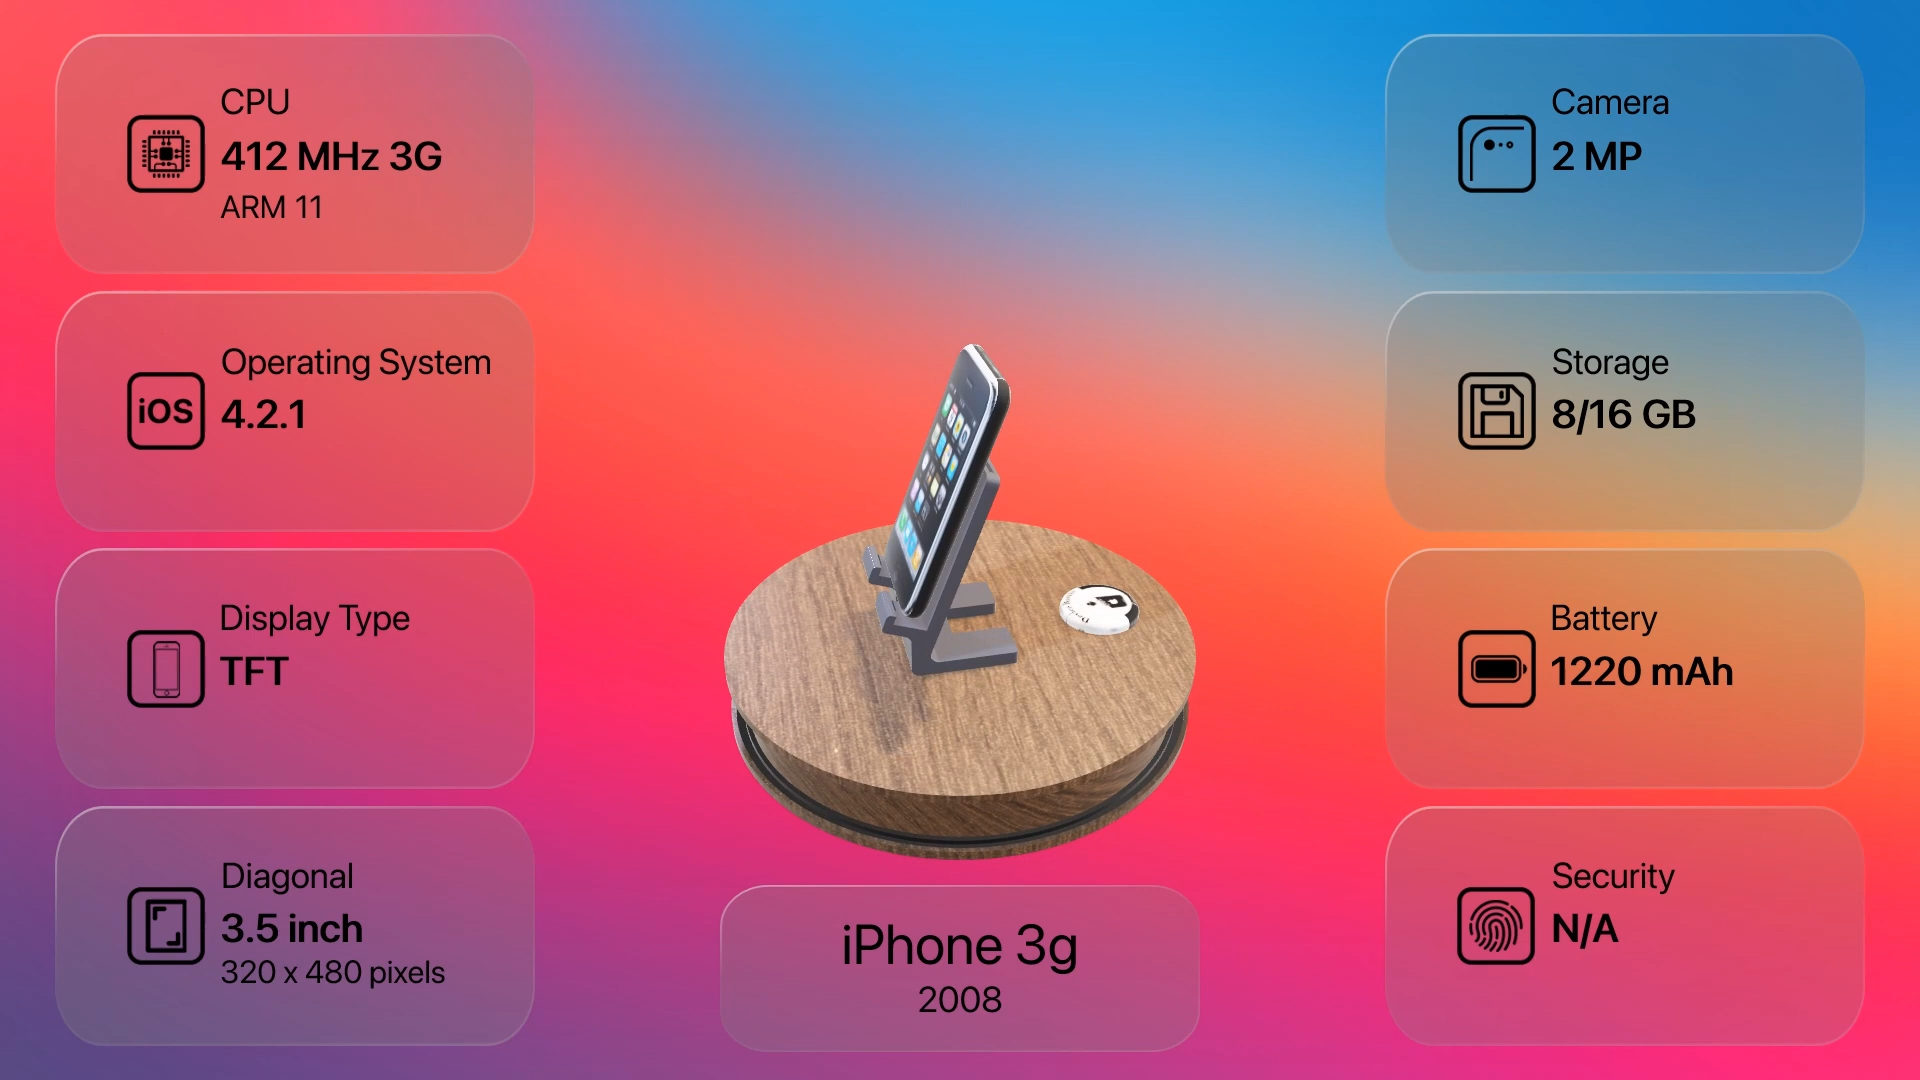 CPU
412 MHz 3G
ARM 11
Operating System
iOS
4.2.1
Display Type
TFT
Diagonal
3.5 inch
320 x 480 pixels
iPhone 3g
2008
Camera
2 MP
Storage
8/16 GB
Battery
1220 mAh
Security
N/A